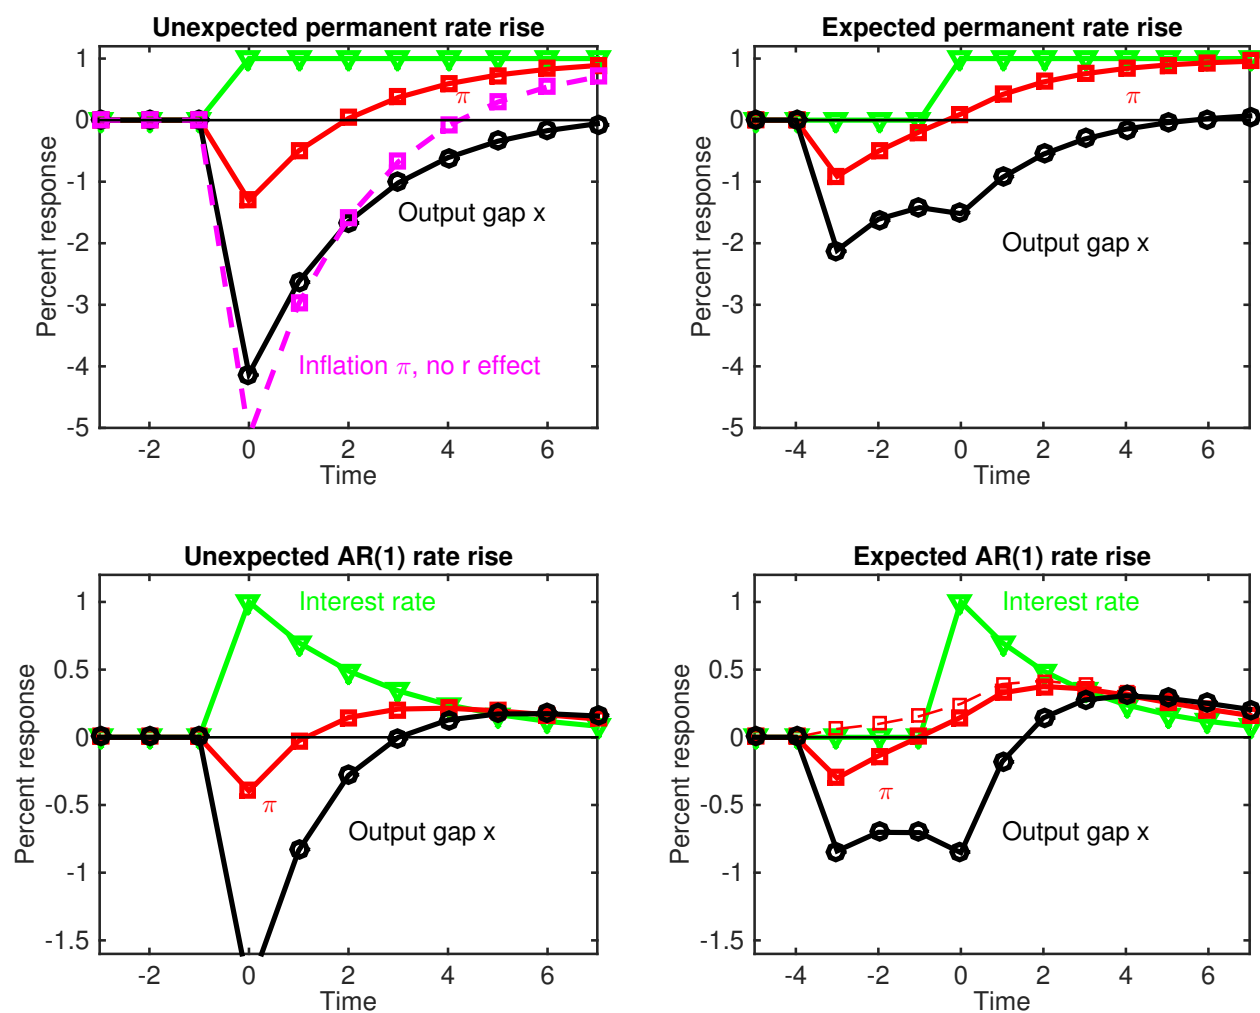 Unexpected permanent rate rise
1
0
-1
-2
-3
-4
-5
Percent response
π
Output gap x
Inflation π, no r effect
-2
0
2
4
6
Time
Expected permanent rate rise
1
0
-1
-2
-3
-4
-5
Percent response
π
Output gap x
-4
-2
0
2
4
6
Time
Unexpected AR(1) rate rise
1
0.5
0
-0.5
-1
-1.5
Percent response
Interest rate
π
Output gap x
-2
0
2
4
6
Time
Expected AR(1) rate rise
1
0.5
0
-0.5
-1
-1.5
Percent response
Interest rate
π
Output gap x
-4
-2
0
2
4
6
Time